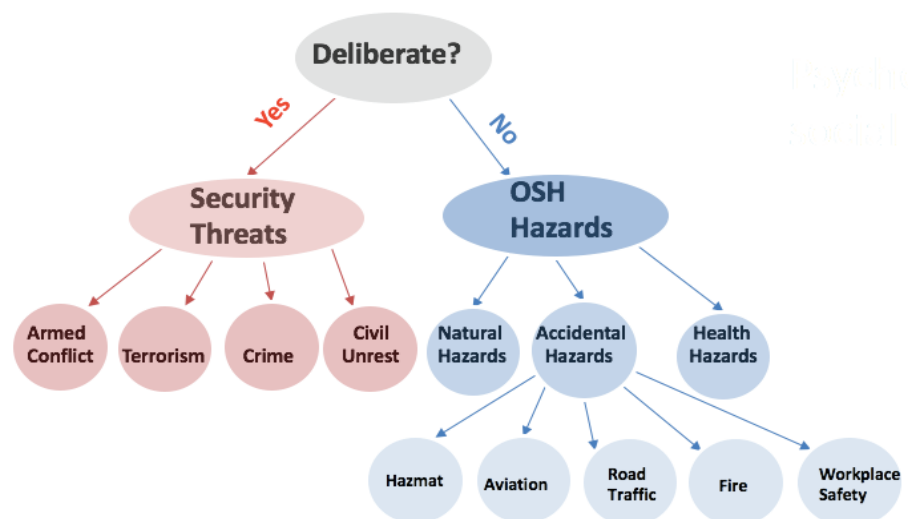 Deliberate?
Yes
No
Security
Threats
OSH
Hazards
Armed
Conflict
Terrorism
Crime
Civil
Unrest
Natural
Hazards
Accidental
Hazards
Health
Hazards
Hazmat
Aviation
Road
Traffic
Fire
Workplace
Safety